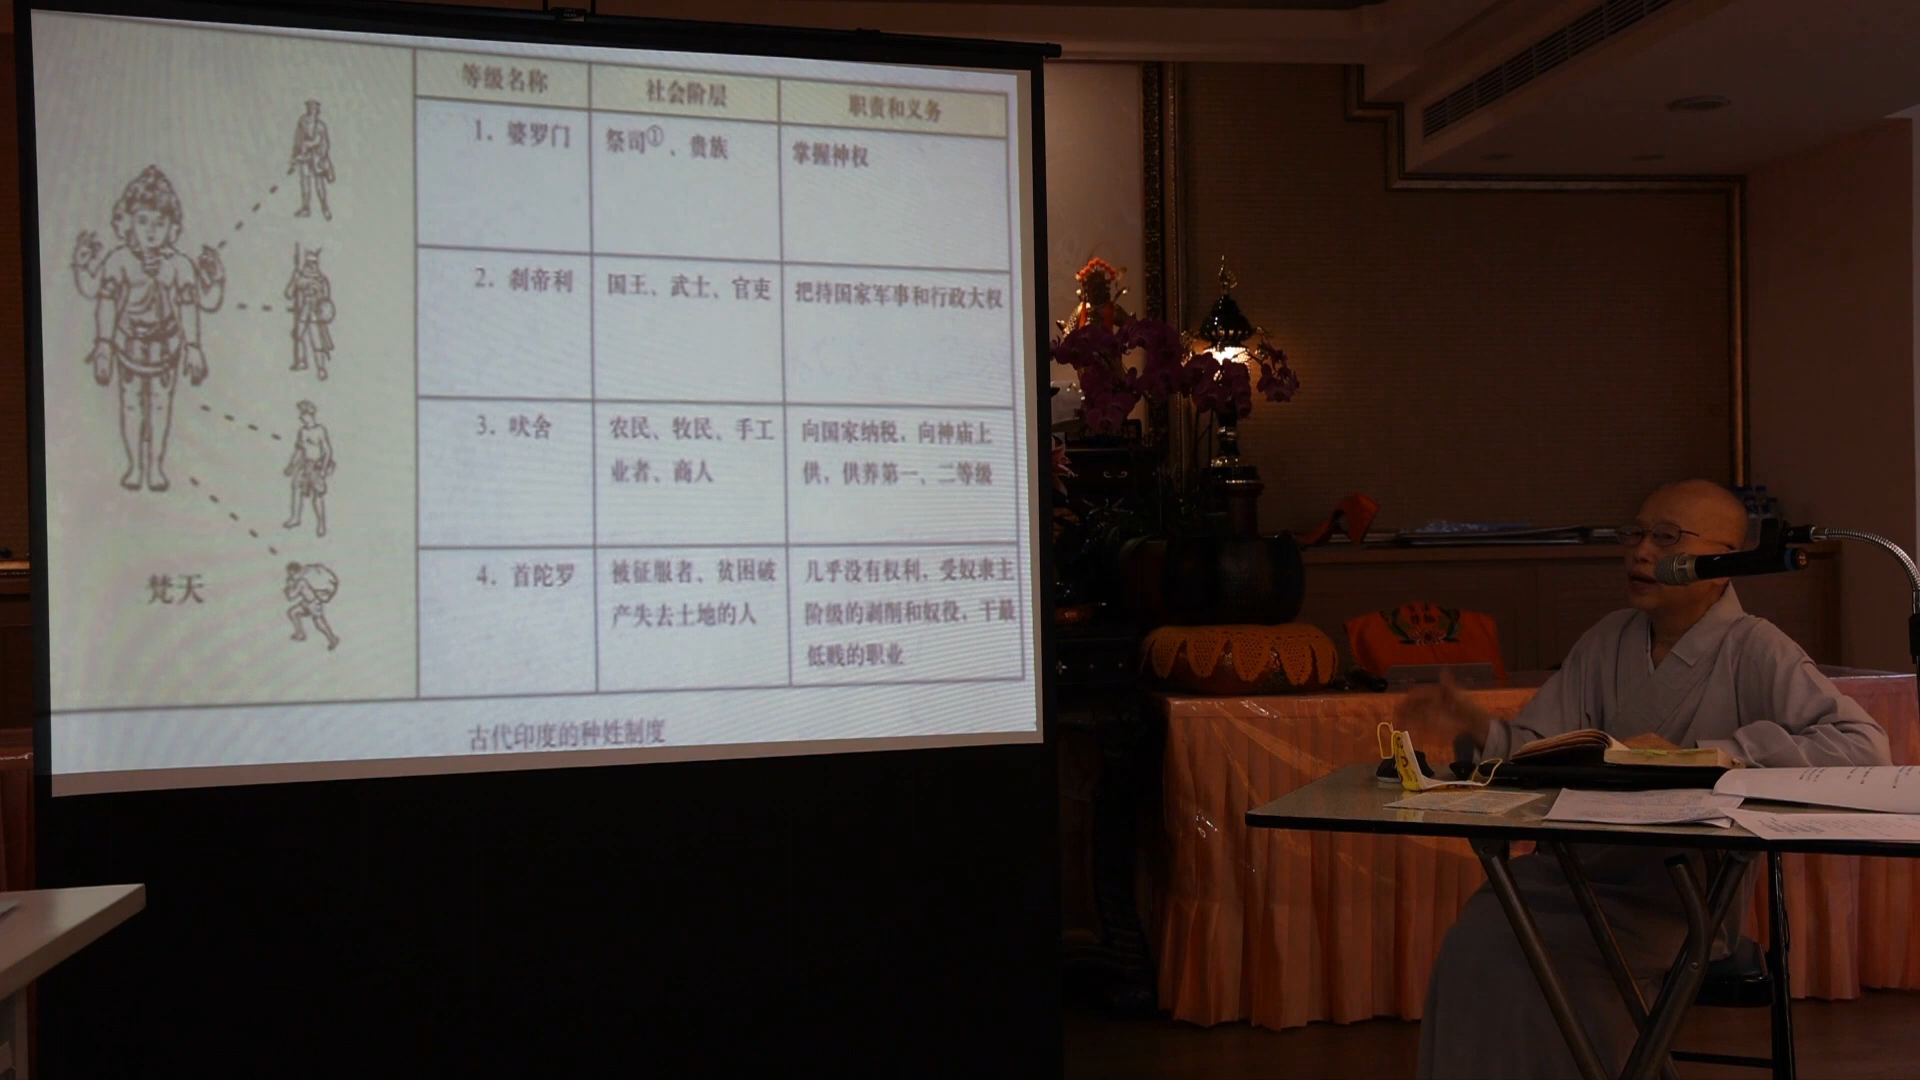 等级名称 社会阶层 职责和义务
1. 婆罗门 祭司①、贵族 掌握神权
2. 刹帝利 国王、武士、官吏 把持国家军事和行政大权
3. 吠舍 农民、牧民、手工 向国家纳税,向神庙上
业者、商人 供,供养第一、二等级
4. 首陀罗 被征服者、贫困破 几乎没有权利,受奴隶主
产失去土地的人 阶级的剥削和奴役,干最
低贱的职业
梵天
古代印度的种姓制度